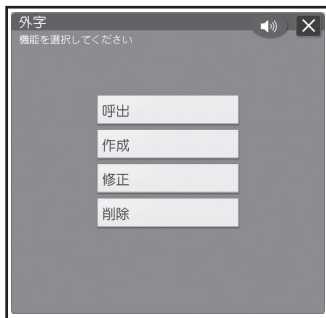 外字
機能を選択してください
呼出
作成
修正
削除